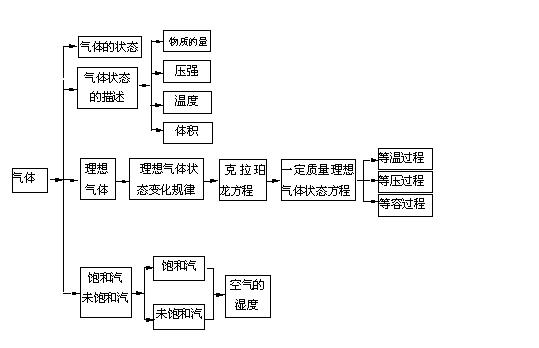 气体的状态
气体状态
的描述
物质的量
压强
温度
体积
气体
理想
气体
理想气体状
态变化规律
克拉珀
龙方程
一定质量理想
气体状态方程
等温过程
等压过程
等容过程
饱和汽
未饱和汽
饱和汽
未饱和汽
空气的
湿度